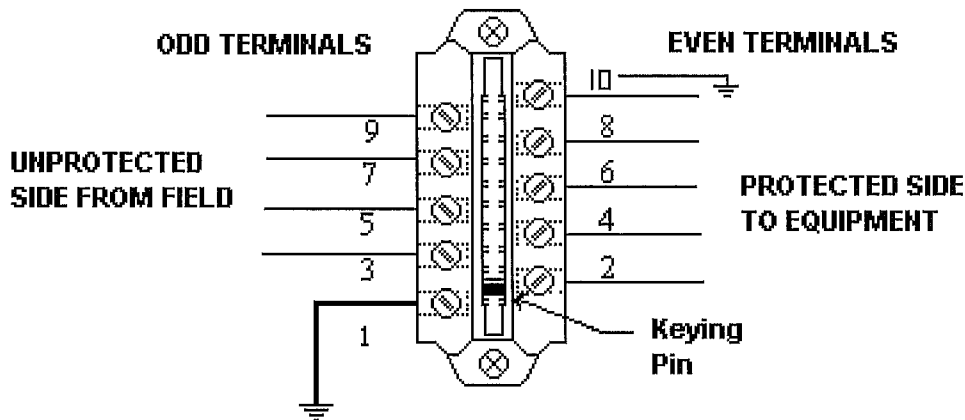 ODD TERMINALS
EVEN TERMINALS
10
9
8
7
6
5
4
3
2
1
UNPROTECTED
SIDE FROM FIELD
PROTECTED SIDE
TO EQUIPMENT
Keying
Pin